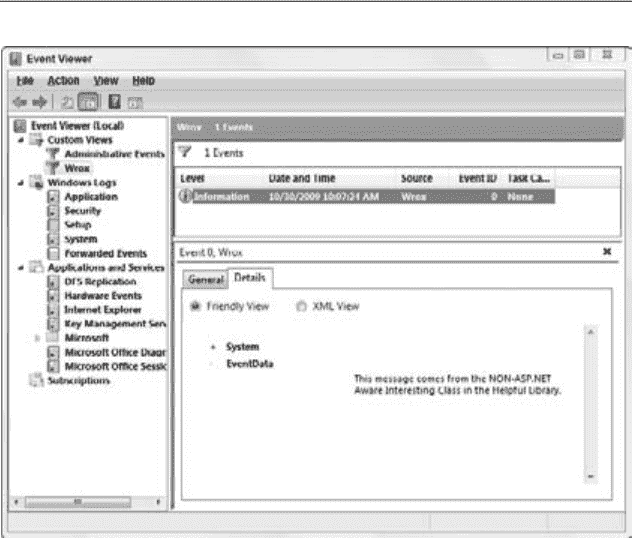 Event Viewer
File Action View Help
Event Viewer (Local)
Custom Views
Administrative Events
Wrox
Windows Logs
Application
Security
Setup
System
Forwarded Events
Applications and Services
DFS Replication
Hardware Events
Internet Explorer
Key Management Serv
Microsoft
Microsoft Office Diagr
Microsoft Office Sessic
Subscriptions
Wrox 1 Events
1 Events
Level Date and Time Source Event ID Task Ca...
Information 10/30/2009 10:07:24 AM Wrox 0 None
Event 0, Wrox
General Details
Friendly View XML View
+ System
- EventData
This message comes from the NON-ASP.NET
Aware Interesting Class in the Helpful Library.